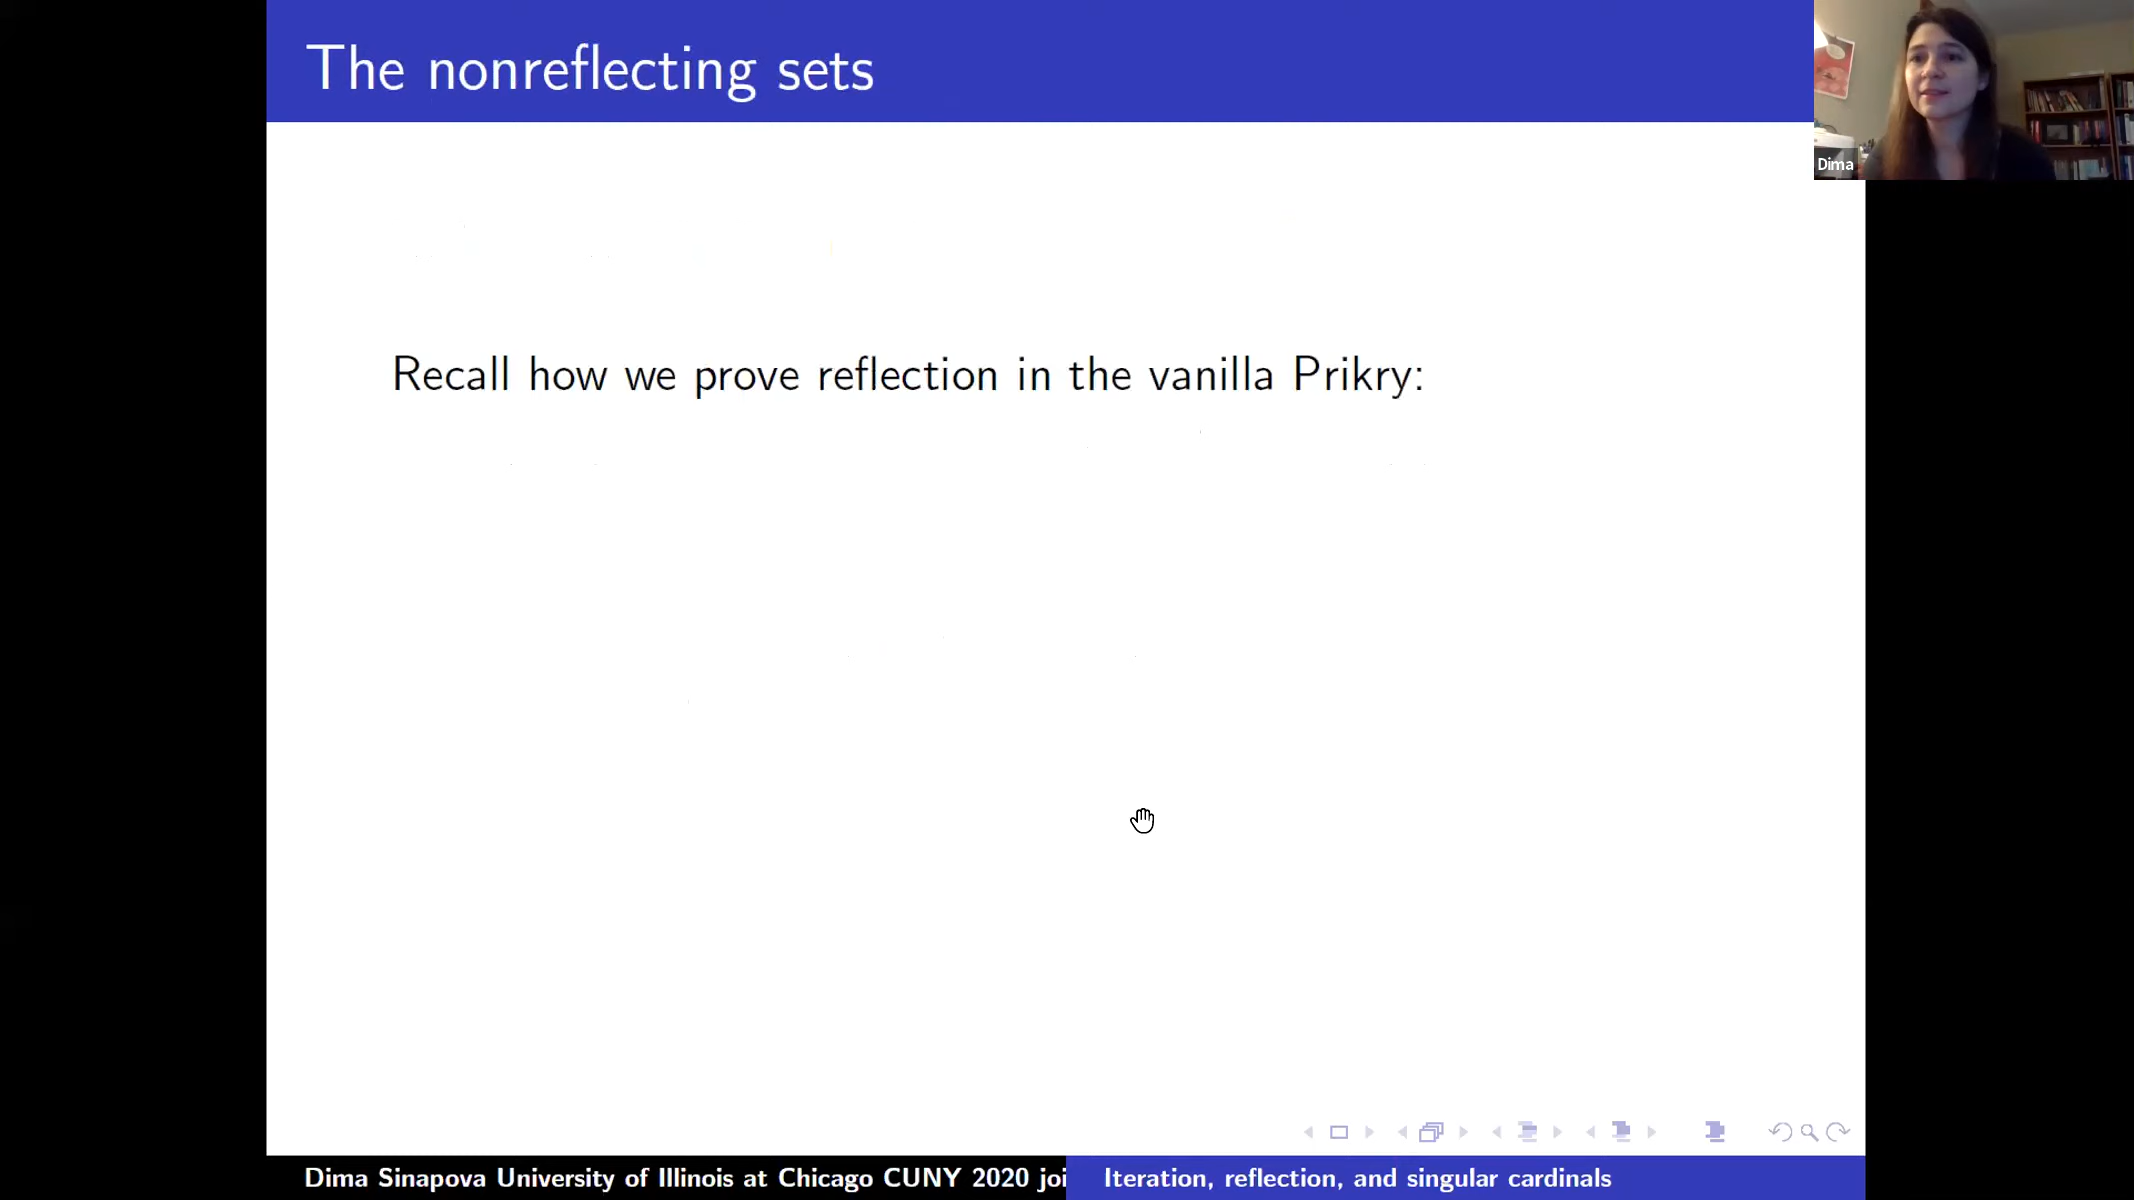 The nonreflecting sets
Dima
Recall how we prove reflection in the vanilla Prikry:
Dima Sinapova University of Illinois at Chicago CUNY 2020 joi
Iteration, reflection, and singular cardinals